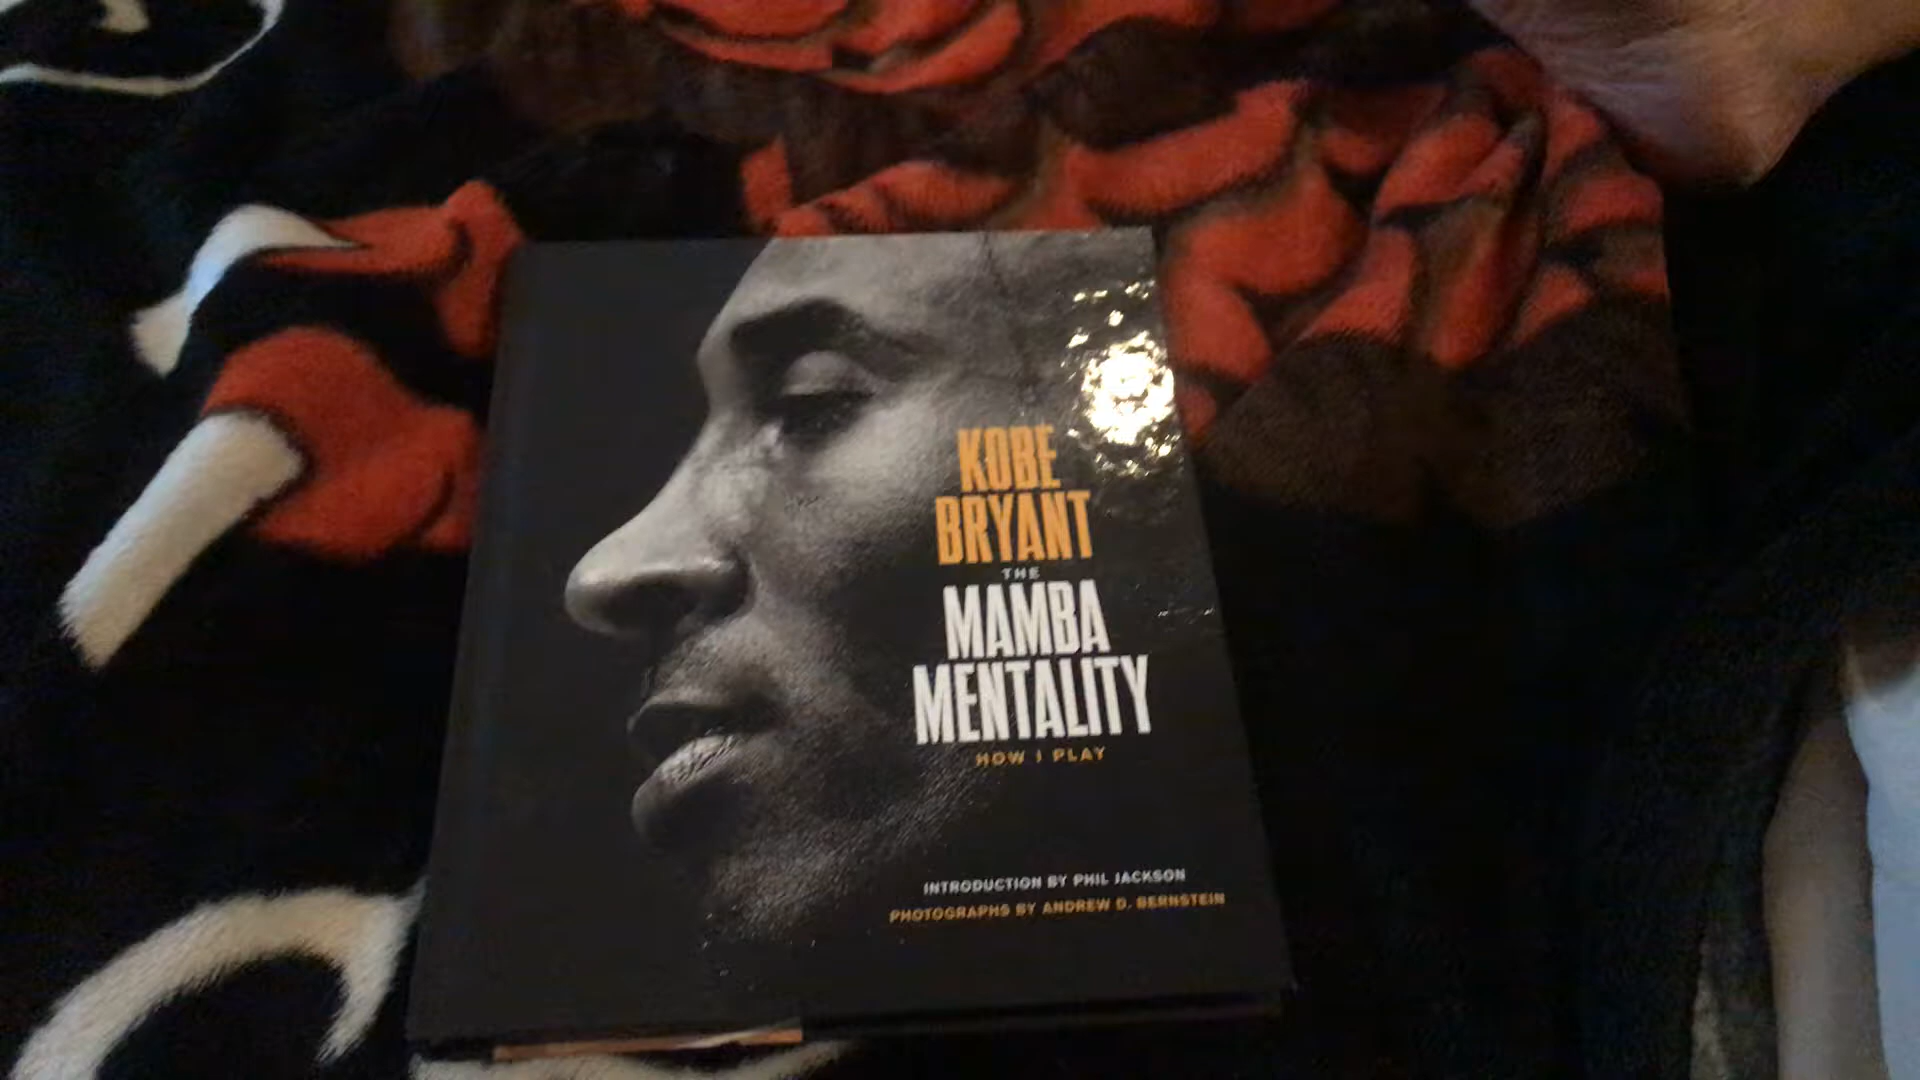 KOBE
BRYANT
THE
MAMBA
MENTALITY
HOW I PLAY
INTRODUCTION BY PHIL JACKSON
PHOTOGRAPHS BY ANDREW D. BERNSTEIN